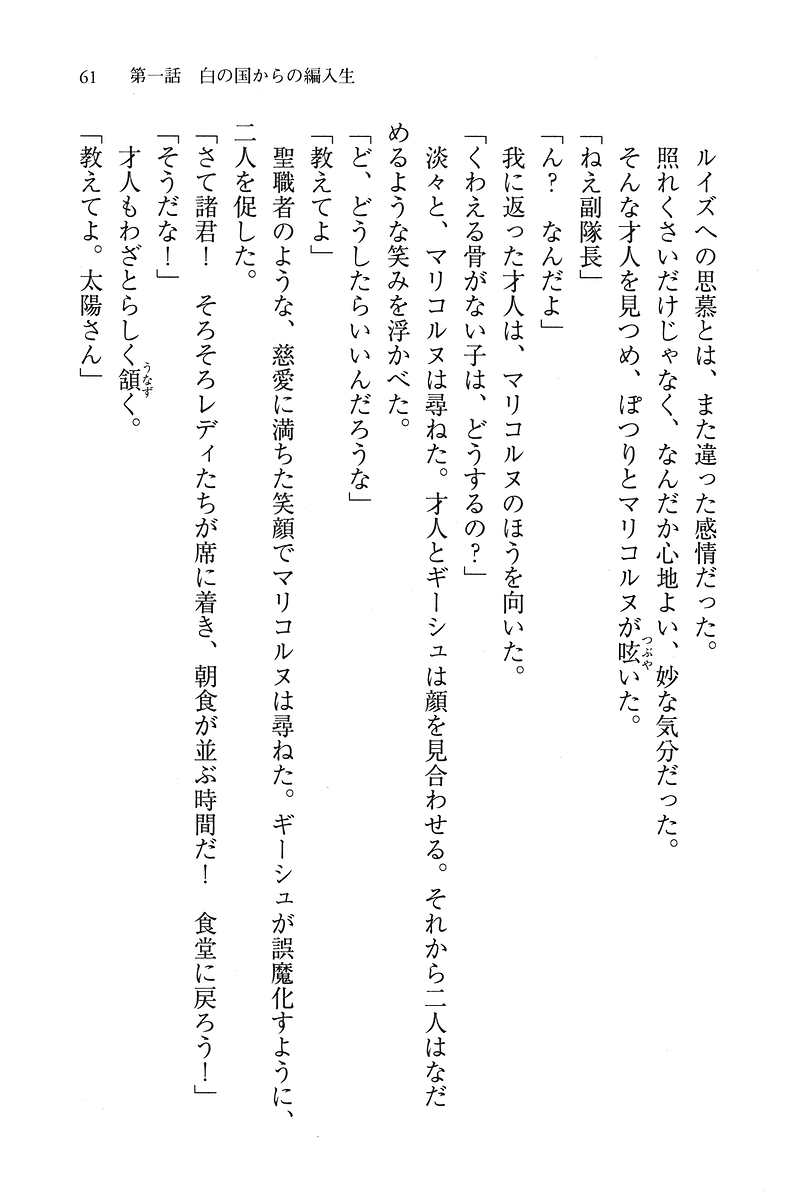 61 第一話 白の国からの編入生
ルイズへの思慕とは、また違った感情だった。
照れくさいだけじゃなく、なんだか心地よい、妙な気分だった。
そんな才人を見つめ、ぽつりとマリコルヌが呟いた。
つぶや
「ねえ副隊長」
「ん？ なんだよ」
我に返った才人は、マリコルヌのほうを向いた。
「くわえる骨がない子は、どうするの？」
淡々と、マリコルヌは尋ねた。才人とギーシュは顔を見合わせる。それから二人はなだ
めるような笑みを浮かべた。
「ど、どうしたらいいんだろうな」
「教えてよ」
聖職者のような、慈愛に満ちた笑顔でマリコルヌは尋ねた。ギーシュが誤魔化すように、
二人を促した。
「さて諸君！ そろそろレディたちが席に着き、朝食が並ぶ時間だ！ 食堂に戻ろう！」
「そうだな！」
才人もわざとらしく頷く。
うなず
「教えてよ。太陽さん」